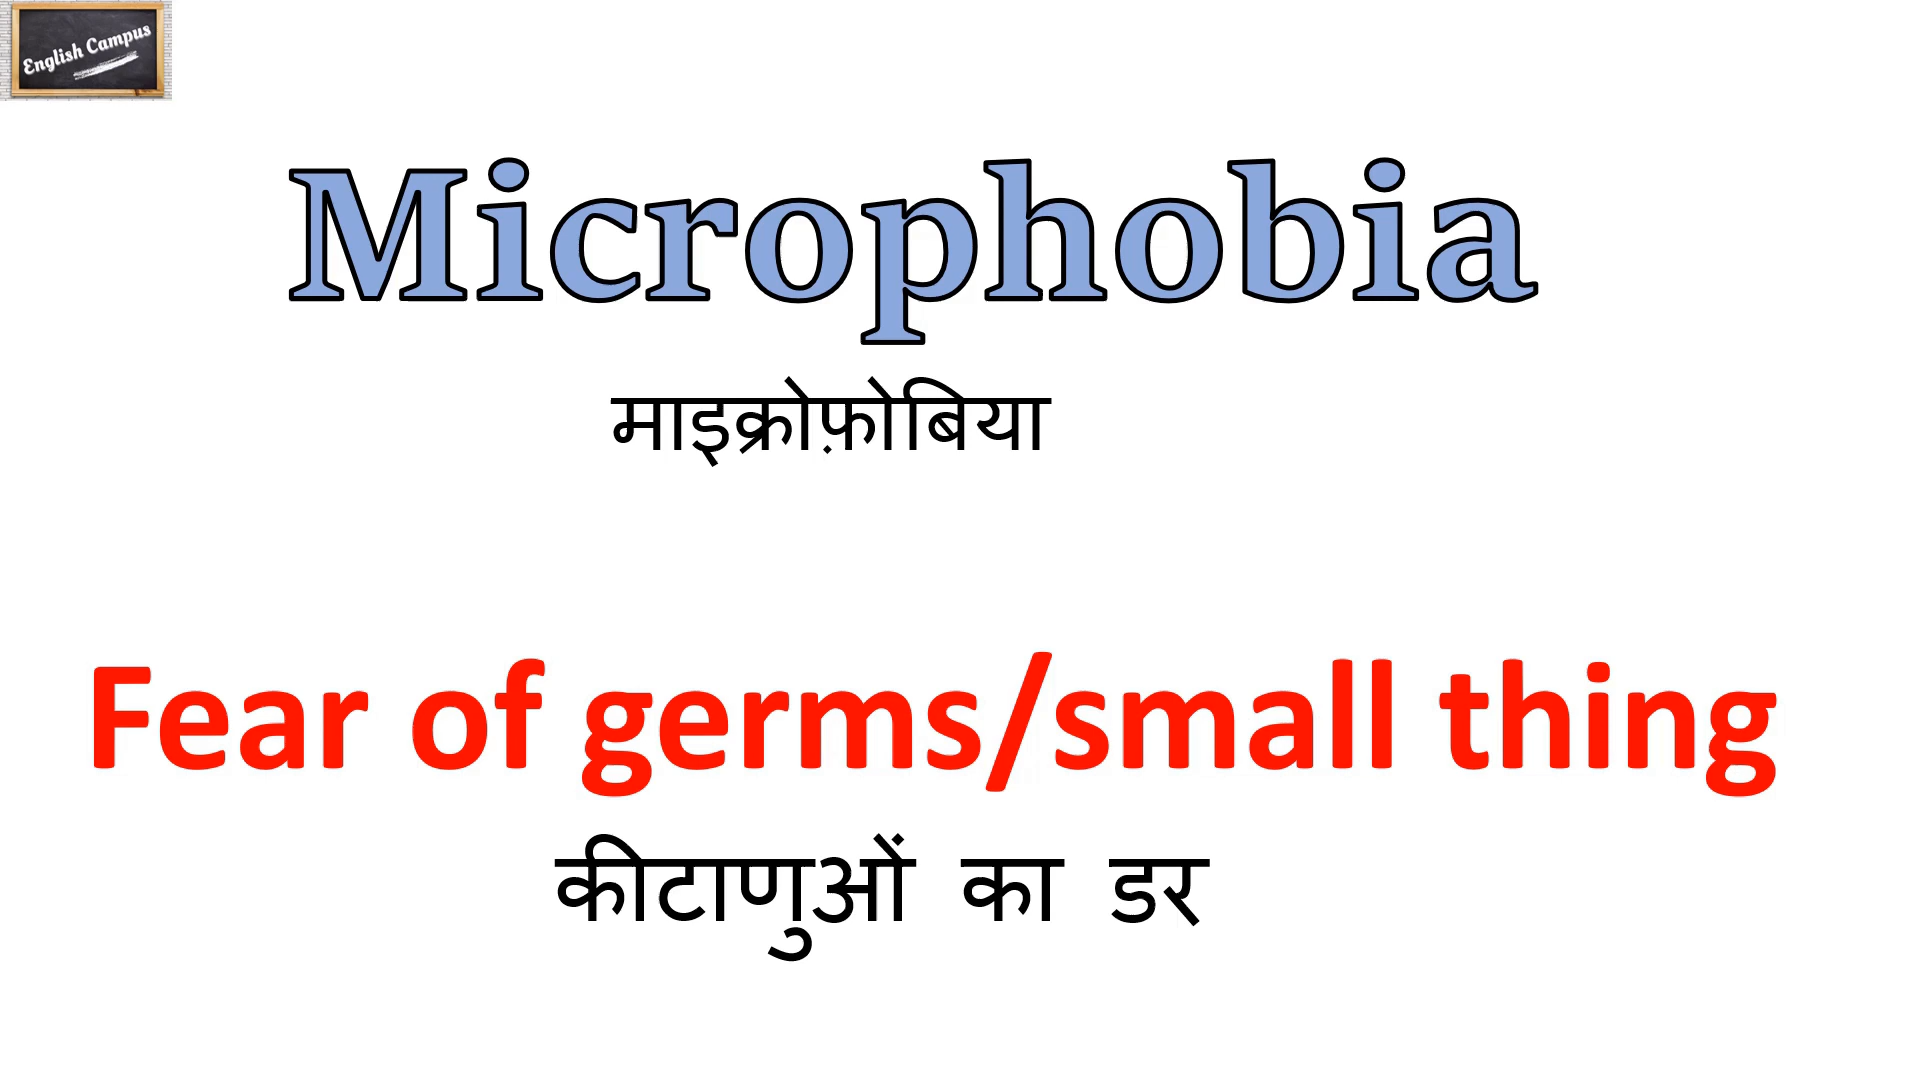 English Campus
Microphobia
माइक्रोफ़ोबिया
Fear of germs/small thing
कीटाणुओं का डर